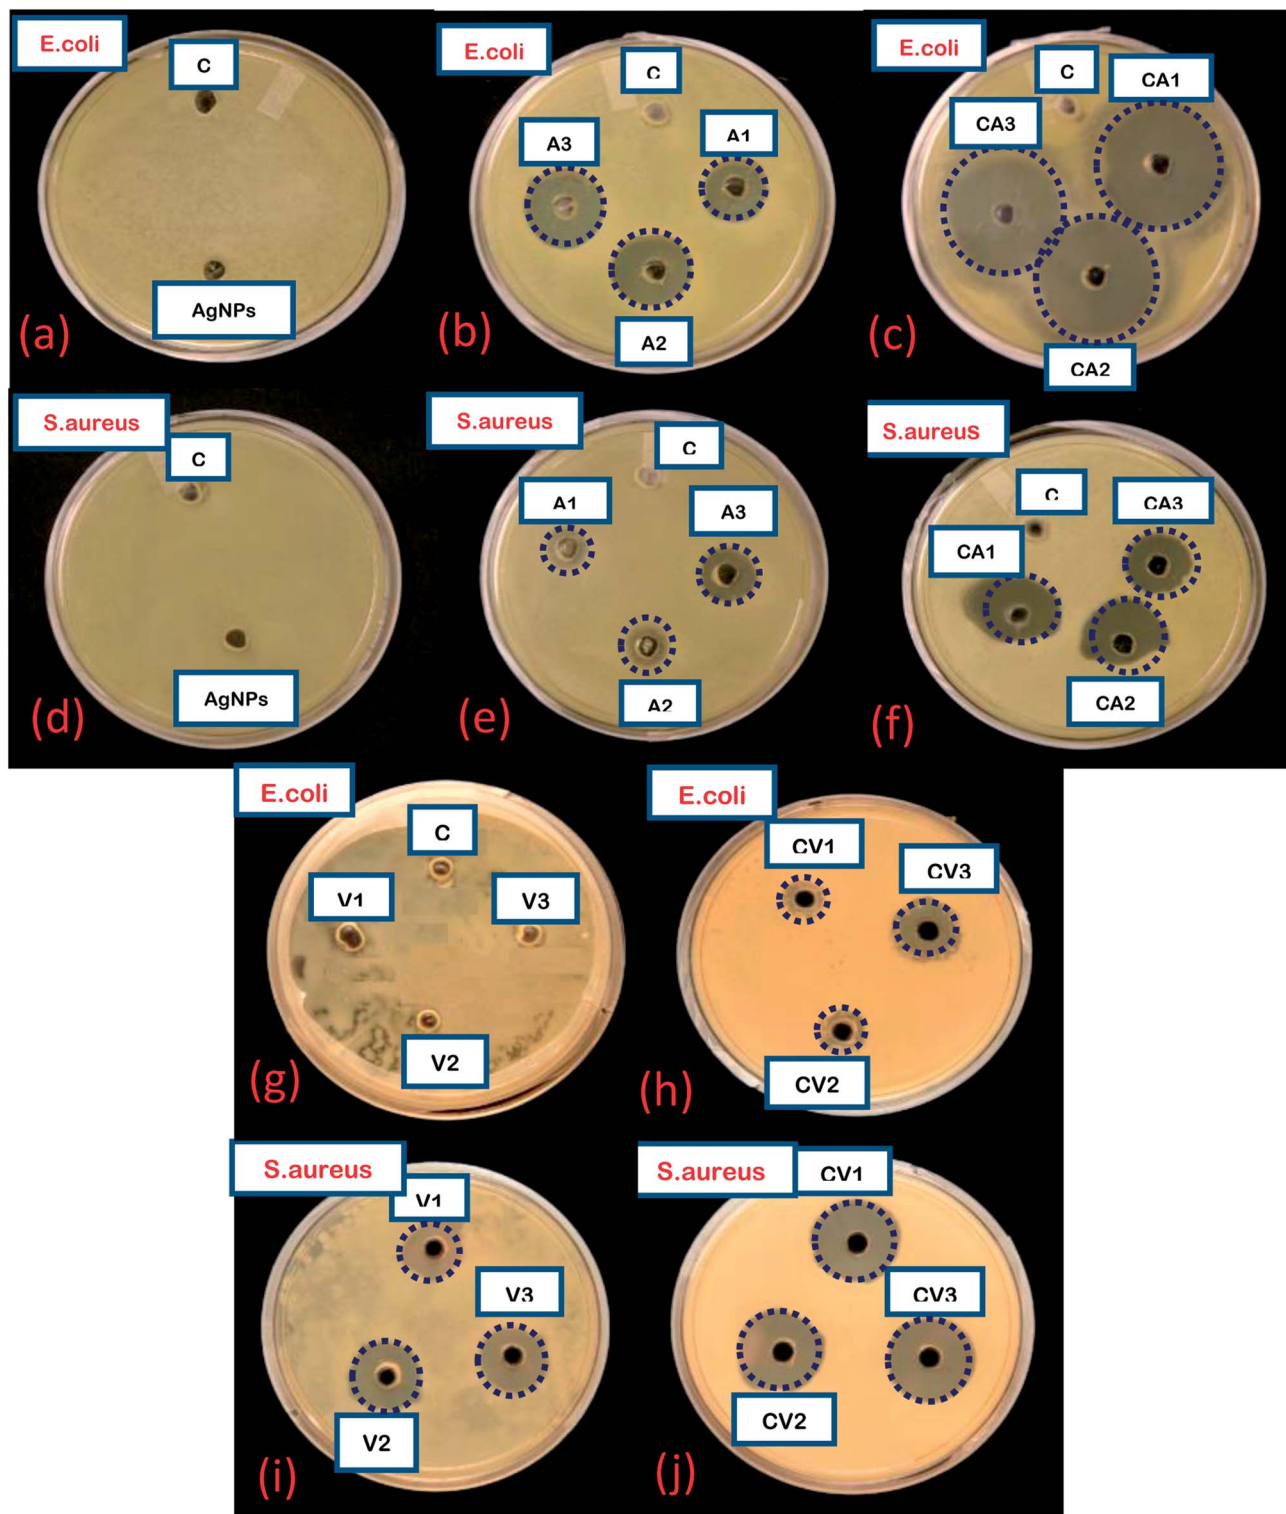 E.coli
C
AgNPs
(a)
E.coli
C
A3
A1
A2
(b)
E.coli
C
CA1
CA3
CA2
(c)
S.aureus
C
AgNPs
(d)
S.aureus
C
A1
A3
A2
(e)
S.aureus
C
CA3
CA1
CA2
(f)
E.coli
C
V1
V3
V2
(g)
E.coli
CV1
CV3
CV2
(h)
S.aureus
V1
V3
V2
(i)
S.aureus
CV1
CV3
CV2
(j)